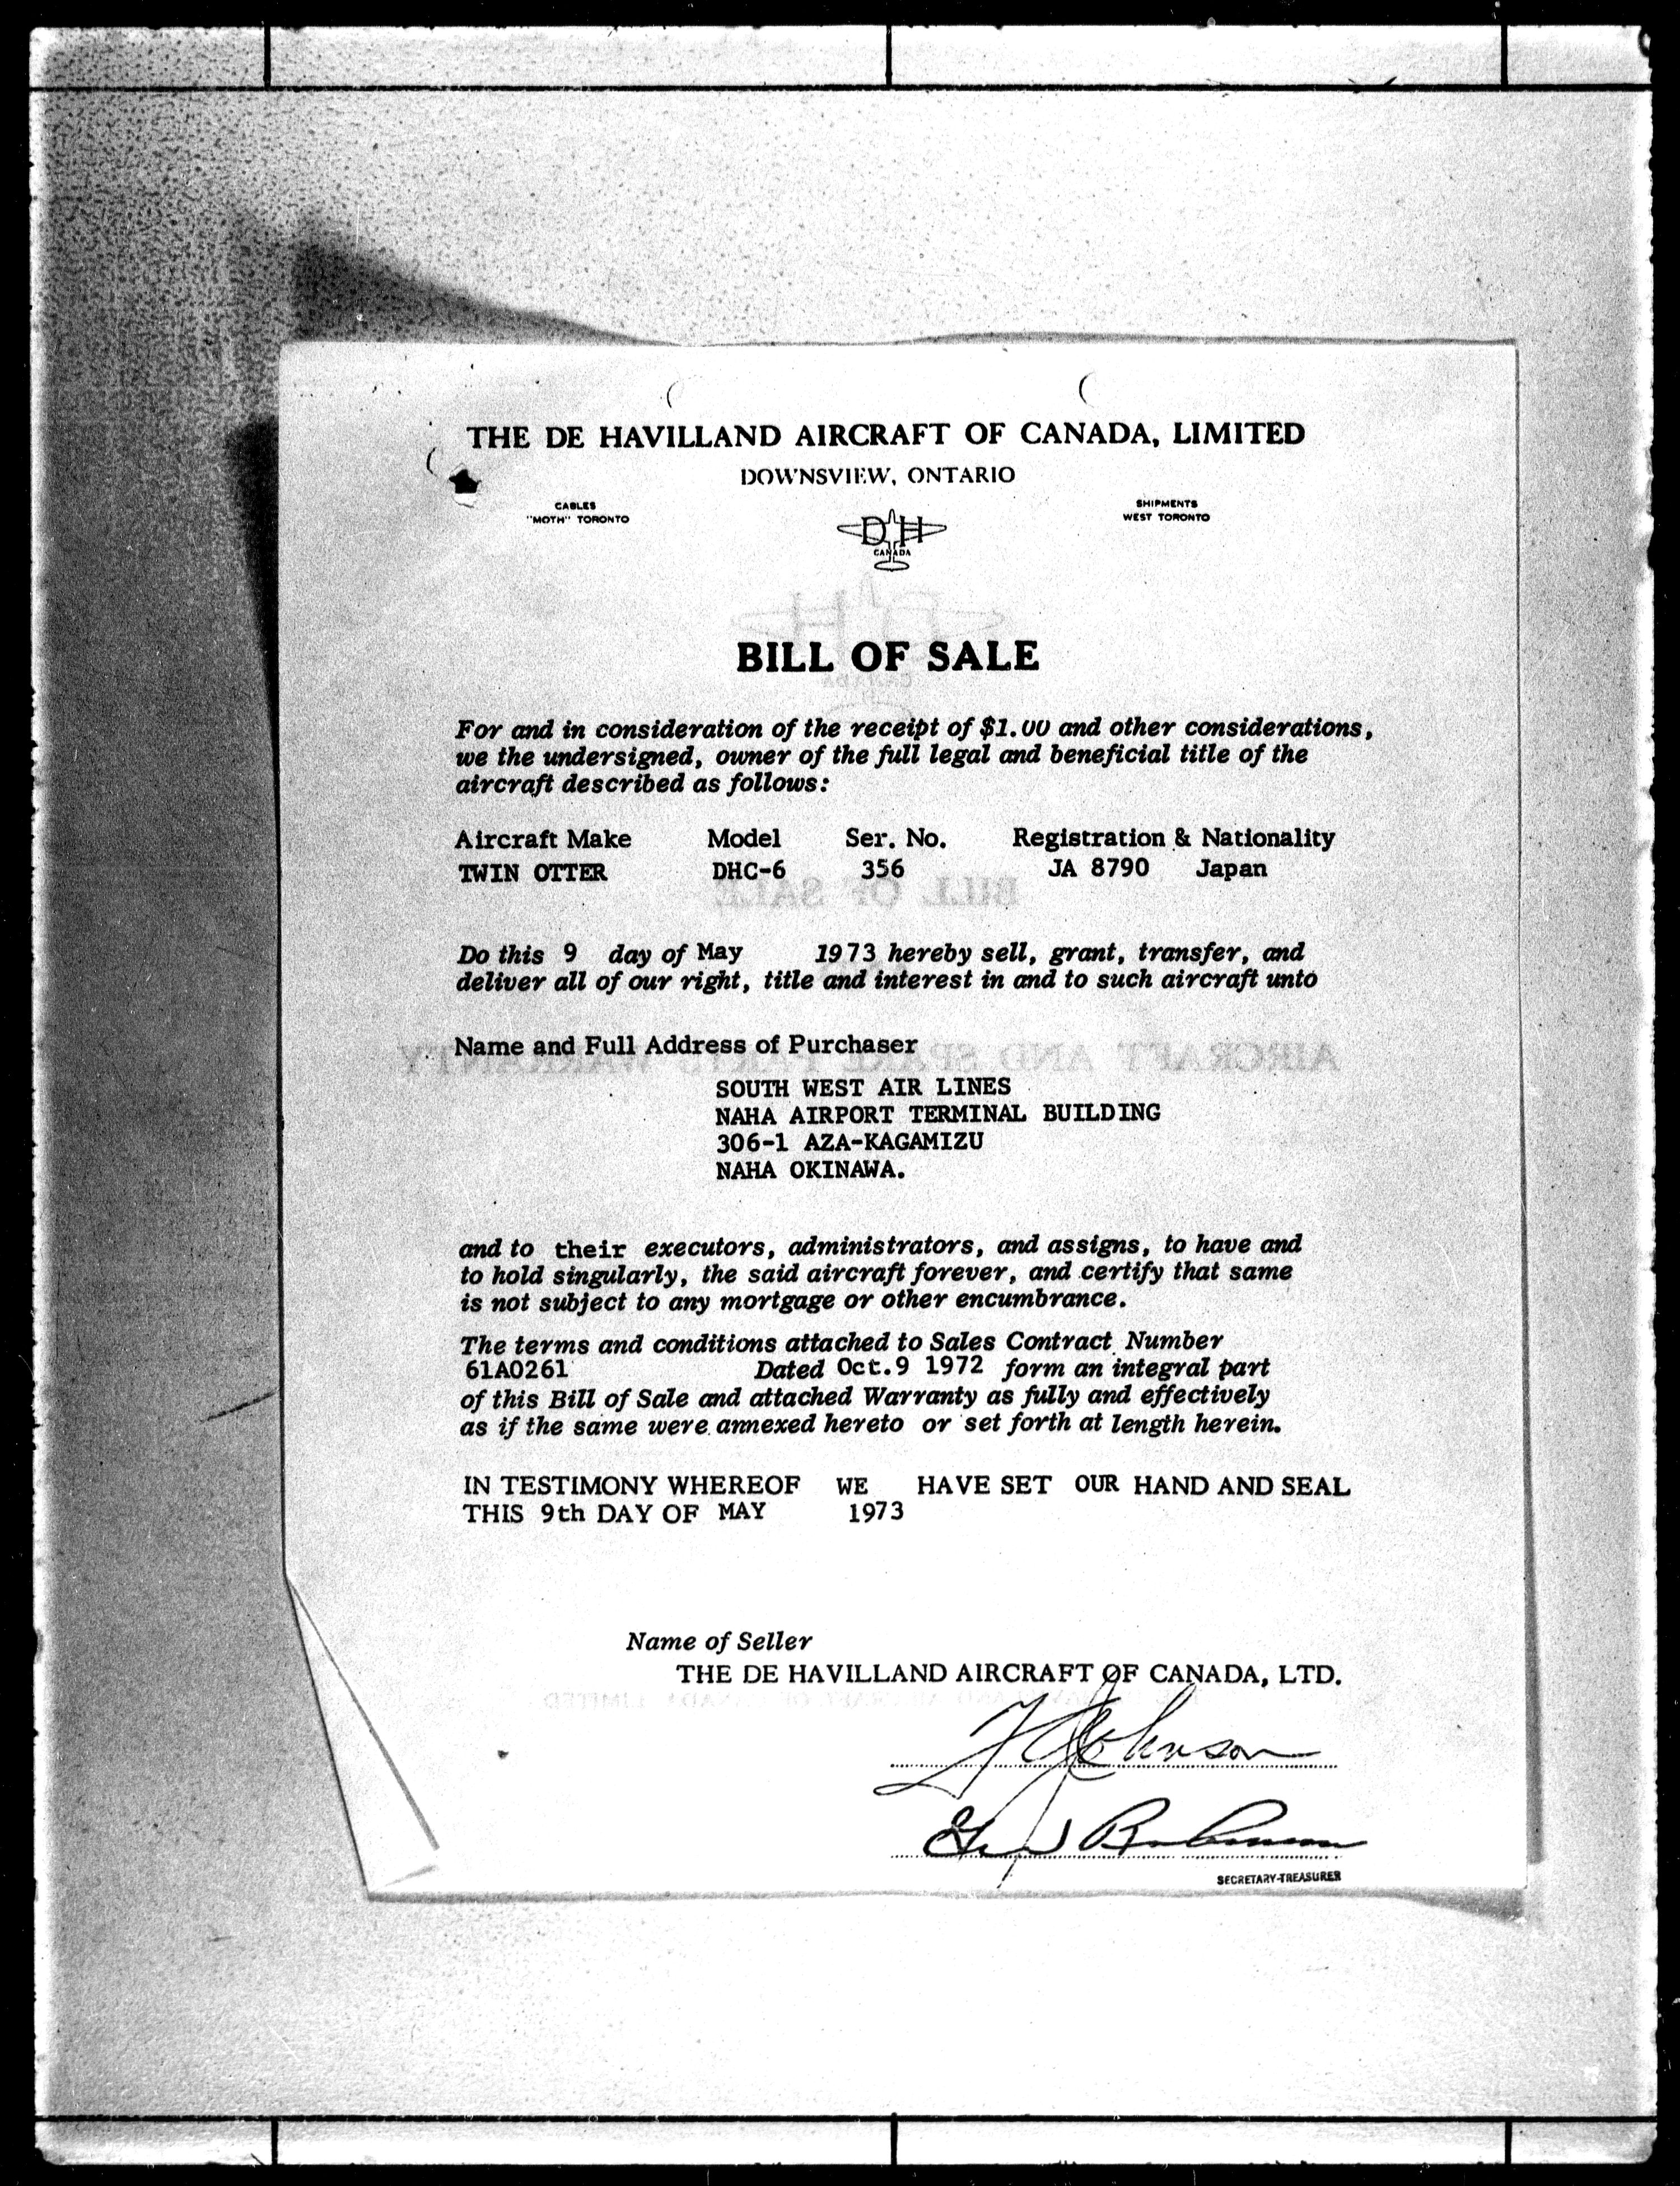 THE DE HAVILLAND AIRCRAFT OF CANADA, LIMITED
DOWNSVIEW, ONTARIO
CABLES
"MOTH" TORONTO
SHIPMENTS
WEST TORONTO
DH
CANADA
BILL OF SALE
For and in consideration of the receipt of $1.00 and other considerations,
we the undersigned, owner of the full legal and beneficial title of the
aircraft described as follows:
Aircraft Make Model Ser. No. Registration & Nationality
TWIN OTTER DHC-6 356 JA 8790 Japan
Do this 9 day of May 1973 hereby sell, grant, transfer, and
deliver all of our right, title and interest in and to such aircraft unto
Name and Full Address of Purchaser
SOUTH WEST AIR LINES
NAHA AIRPORT TERMINAL BUILDING
306-1 AZA-KAGAMIZU
NAHA OKINAWA.
and to their executors, administrators, and assigns, to have and
to hold singularly, the said aircraft forever, and certify that same
is not subject to any mortgage or other encumbrance.
The terms and conditions attached to Sales Contract Number
61A0261 Dated Oct.9 1972 form an integral part
of this Bill of Sale and attached Warranty as fully and effectively
as if the same were annexed hereto or set forth at length herein.
IN TESTIMONY WHEREOF WE HAVE SET OUR HAND AND SEAL
THIS 9th DAY OF MAY 1973
Name of Seller
THE DE HAVILLAND AIRCRAFT OF CANADA, LTD.
Johnson
SECRETARY-TREASURER